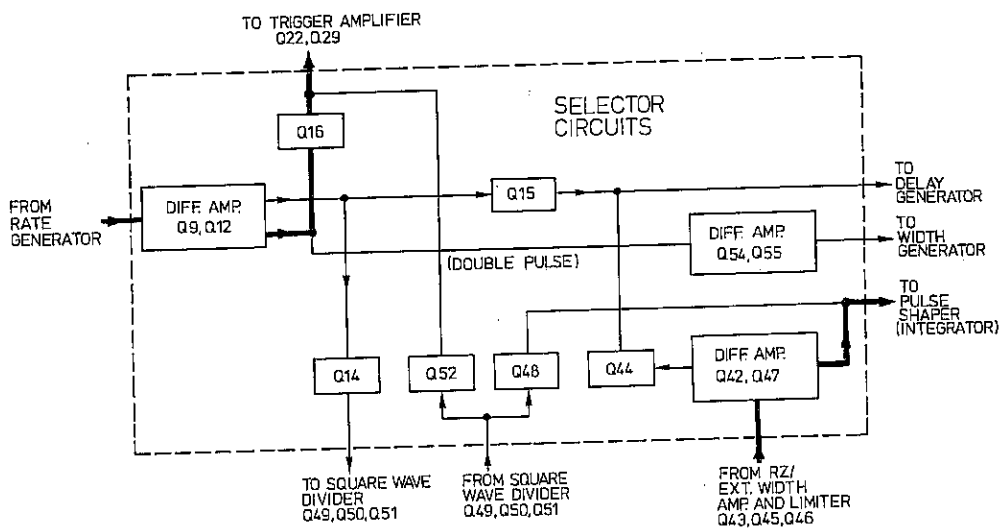 TO TRIGGER AMPLIFIER
Q22,Q29
SELECTOR
CIRCUITS
Q16
FROM
RATE
GENERATOR
DIFF. AMP.
Q9,Q12
Q15
TO
DELAY
GENERATOR
(DOUBLE PULSE)
DIFF AMP.
Q54,Q55
TO
WIDTH
GENERATOR
TO
PULSE
SHAPER
(INTEGRATOR)
Q14
Q52
Q48
Q44
DIFF. AMP.
Q42, Q47
TO SQUARE WAVE
DIVIDER
Q49,Q50,Q51
FROM SQUARE
WAVE DIVIDER
Q49,Q50,Q51
FROM RZ/
EXT. WIDTH
AMP. AND LIMITER
Q43,Q45,Q46